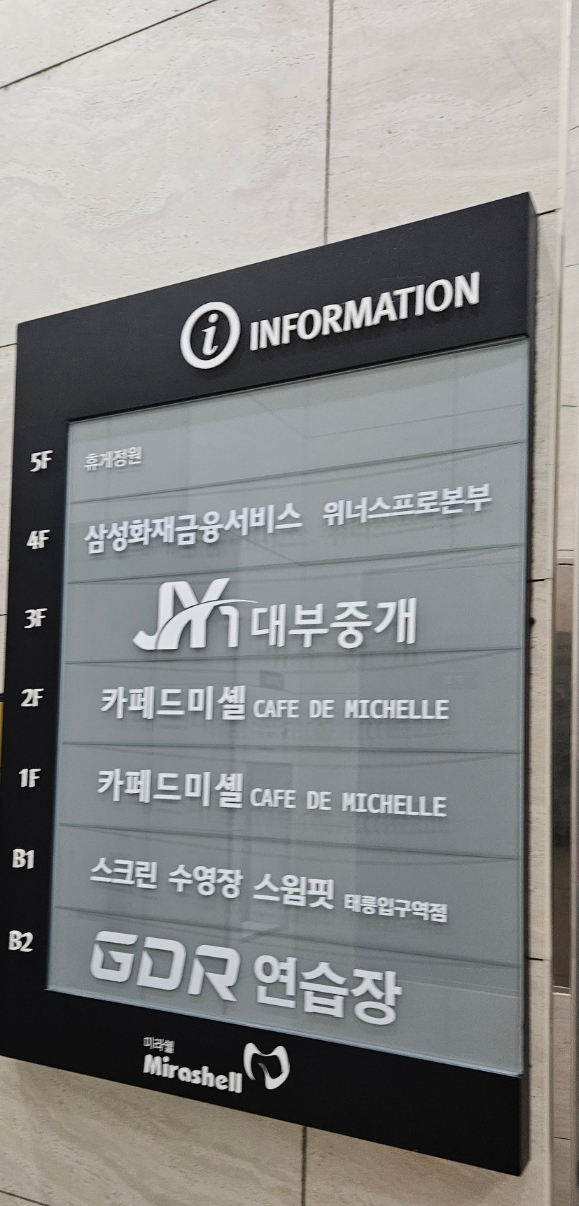 i INFORMATION
5F 휴게정원
4F 삼성화재금융서비스 위너스프로본부
3F JY1 대부중개
2F 카페드미셸 CAFE DE MICHELLE
1F 카페드미셸 CAFE DE MICHELLE
B1 스크린 수영장 스윔핏 태릉입구역점
B2 GDR 연습장
미라쉘
Mirashell